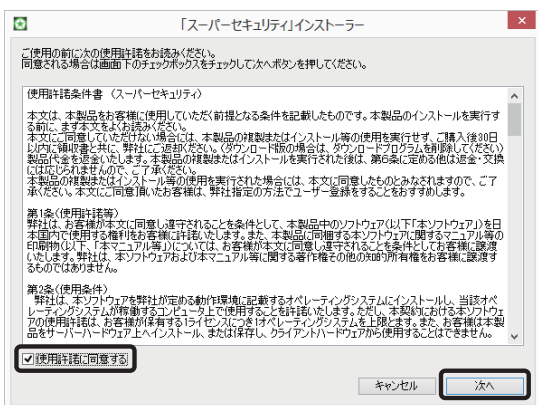 「スーパーセキュリティ」インストーラー
ご使用の前に次の使用許諾をお読みください。
同意される場合は画面下のチェックボックスをチェックして次へボタンを押してください。
使用許諾条件書 (スーパーセキュリティ)
本文は、本製品をお客様に使用していただく前提となる条件を記載したものです。本製品のインストールを実行す
る前に、まず本文をよくお読みください。
本文にご同意していただけない場合には、本製品の複製またはインストール等の使用を実行せず、ご購入後30日
以内に領収書と共に、弊社にご返却ください。(ダウンロード版の場合は、ダウンロードプログラムを削除してください)
製品代金を返金いたします。本製品の複製またはインストールを実行された後は、第6条に定める他は返金・交換
には応じられませんので、ご了承ください。
本製品の複製またはインストール等の使用を実行された場合には、本文に同意したものとみなされますので、ご了
承ください。本文にご同意頂いたお客様は、弊社指定の方法でユーザー登録をすることをおすすめします。
第1条(使用許諾等)
弊社は、お客様が本文に同意し遵守されることを条件として、本製品中のソフトウェア(以下「本ソフトウェア」)を日
本国内で使用する権利をお客様に許諾いたします。また、本製品に同梱する本ソフトウェアに関するマニュアル等の
印刷物(以下、「本マニュアル等」)については、お客様が本文に同意し遵守されることを条件としてお客様に譲渡
いたします。弊社は、本ソフトウェアおよび本マニュアル等に関する著作権その他の知的所有権をお客様に譲渡す
るものではありません。
第2条(使用条件)
弊社は、本ソフトウェアを弊社が定める動作環境に記載するオペレーティングシステムにインストールし、当該オペ
レーティングシステムが稼働するコンピュータ上で使用することを許諾いたします。ただし、本契約における本ソフトウェ
アの使用許諾は、お客様が保有する1ライセンスにつき1オペレーティングシステムを上限とます。また、お客様は本製
品をサーバーハードウェア上へインストール、または保存し、クライアントハードウェアから使用することはできません。
使用許諾に同意する
キャンセル
次へ